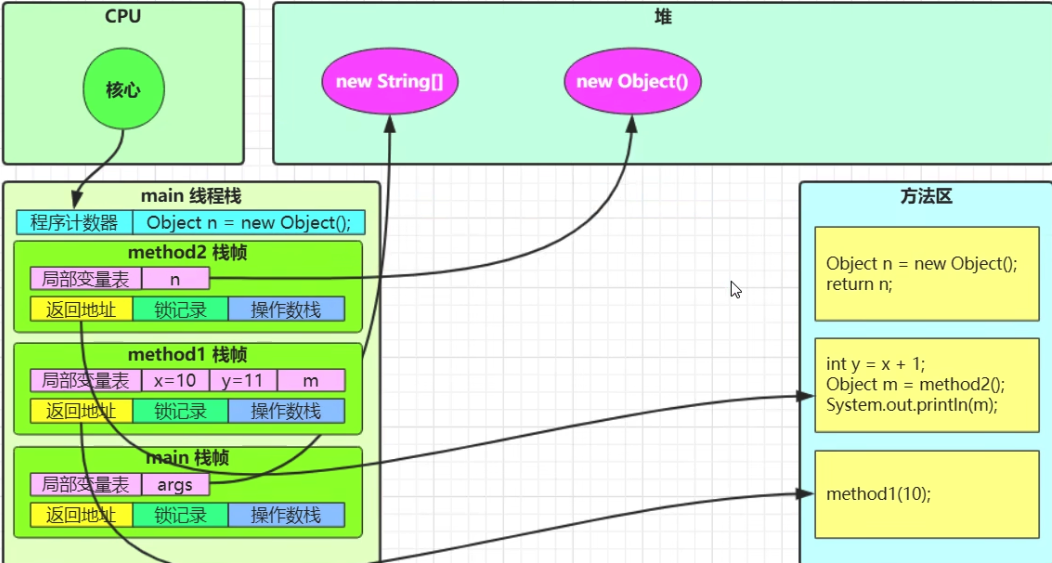 CPU
核心
堆
new String[]
new Object()
main 线程栈
程序计数器
Object n = new Object();
method2 栈帧
局部变量表
n
返回地址
锁记录
操作数栈
method1 栈帧
局部变量表
x=10
y=11
m
返回地址
锁记录
操作数栈
main 栈帧
局部变量表
args
返回地址
锁记录
操作数栈
方法区
Object n = new Object();
return n;
int y = x + 1;
Object m = method2();
System.out.println(m);
method1(10);